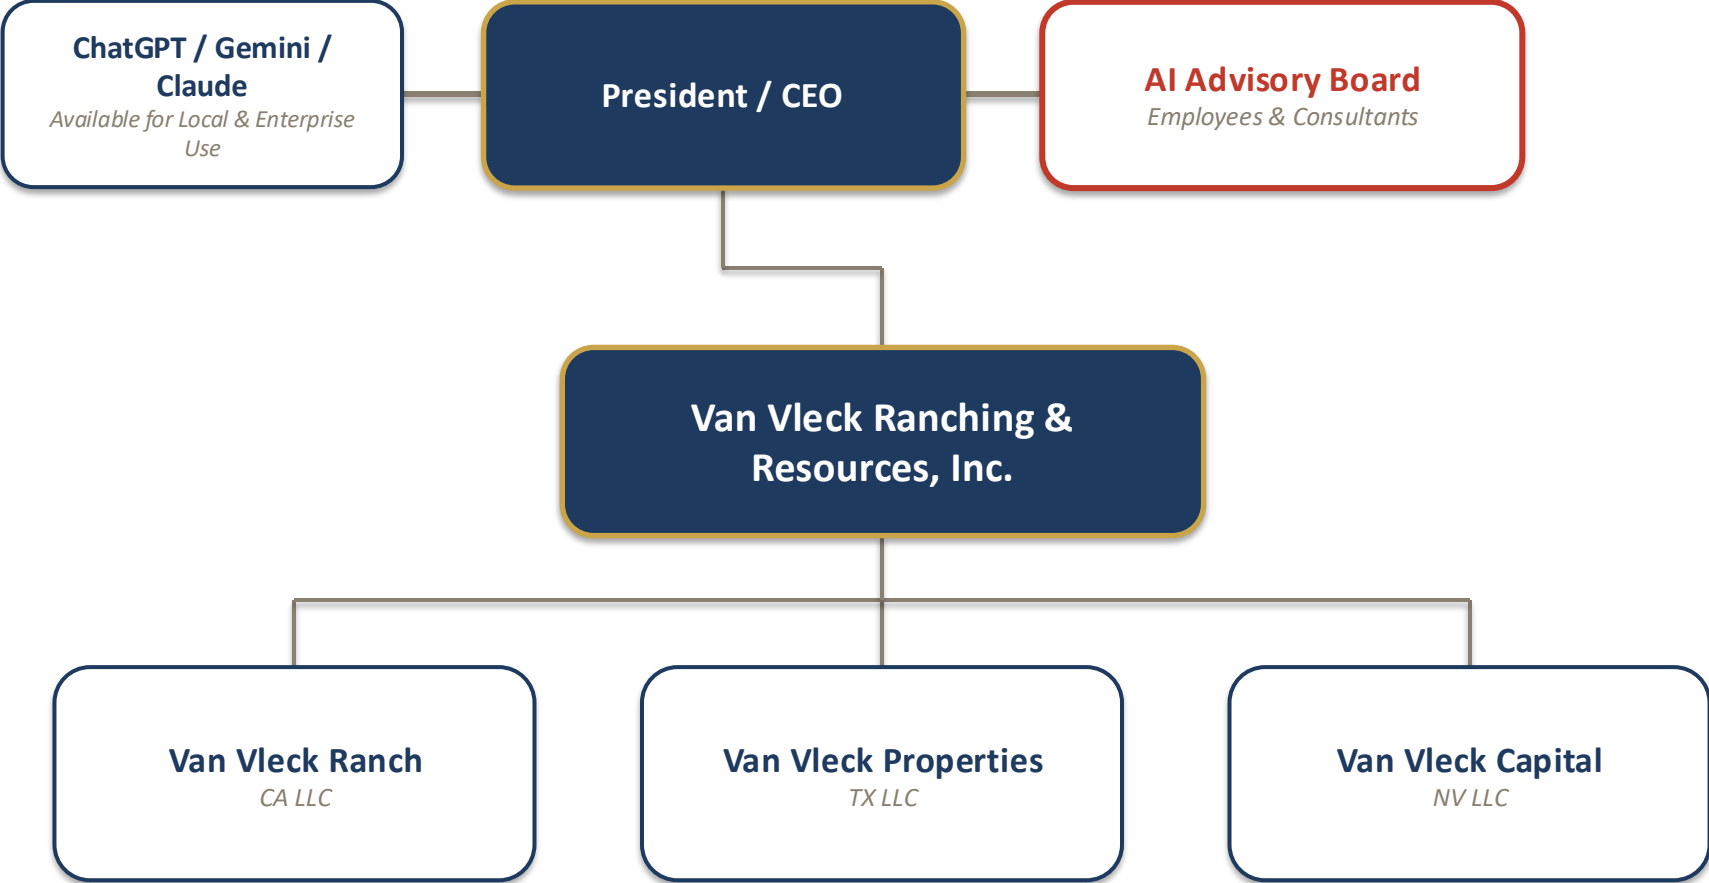 ChatGPT / Gemini /
Claude
Available for Local & Enterprise
Use
President / CEO
AI Advisory Board
Employees & Consultants
Van Vleck Ranching &
Resources, Inc.
Van Vleck Ranch
CA LLC
Van Vleck Properties
TX LLC
Van Vleck Capital
NV LLC